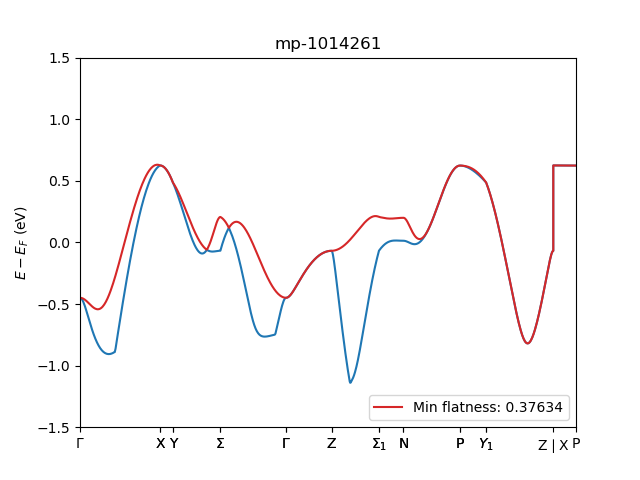 mp-1014261
E − E_F (eV)
1.5
1.0
0.5
0.0
−0.5
−1.0
−1.5
Min flatness: 0.37634
Γ X Y Σ Γ Z Σ₁ N P Y₁ Z | X P